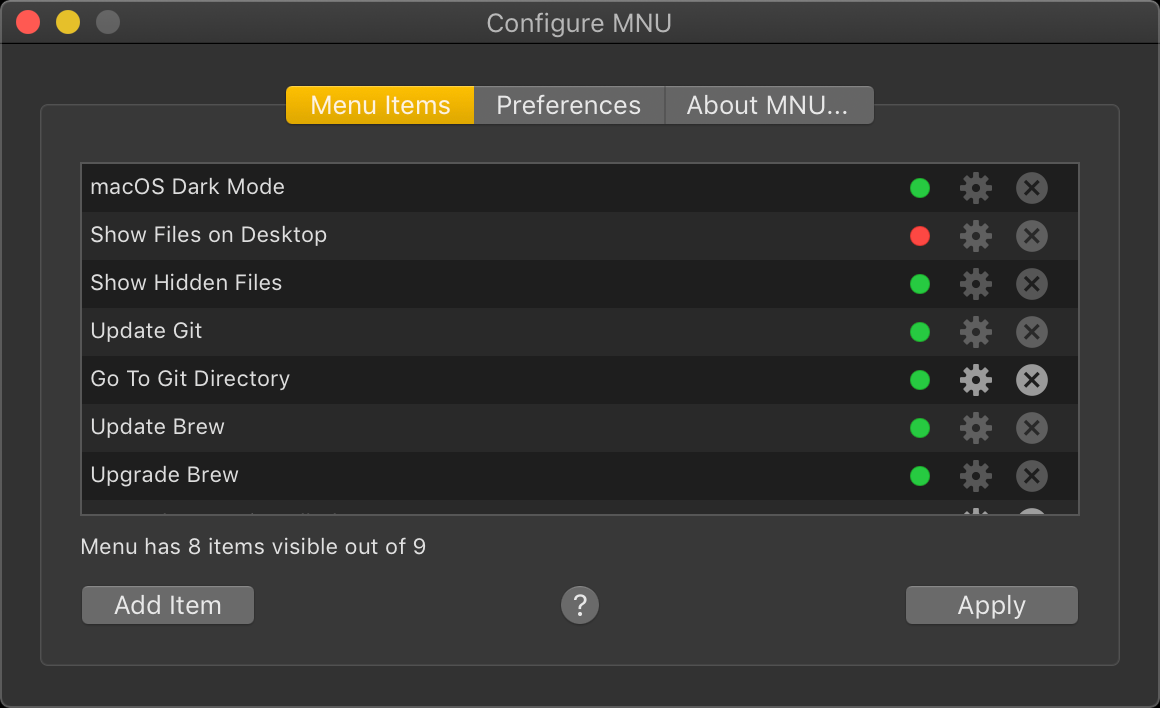 Configure MNU
Menu Items Preferences About MNU...
macOS Dark Mode
Show Files on Desktop
Show Hidden Files
Update Git
Go To Git Directory
Update Brew
Upgrade Brew
Menu has 8 items visible out of 9
Add Item ? Apply